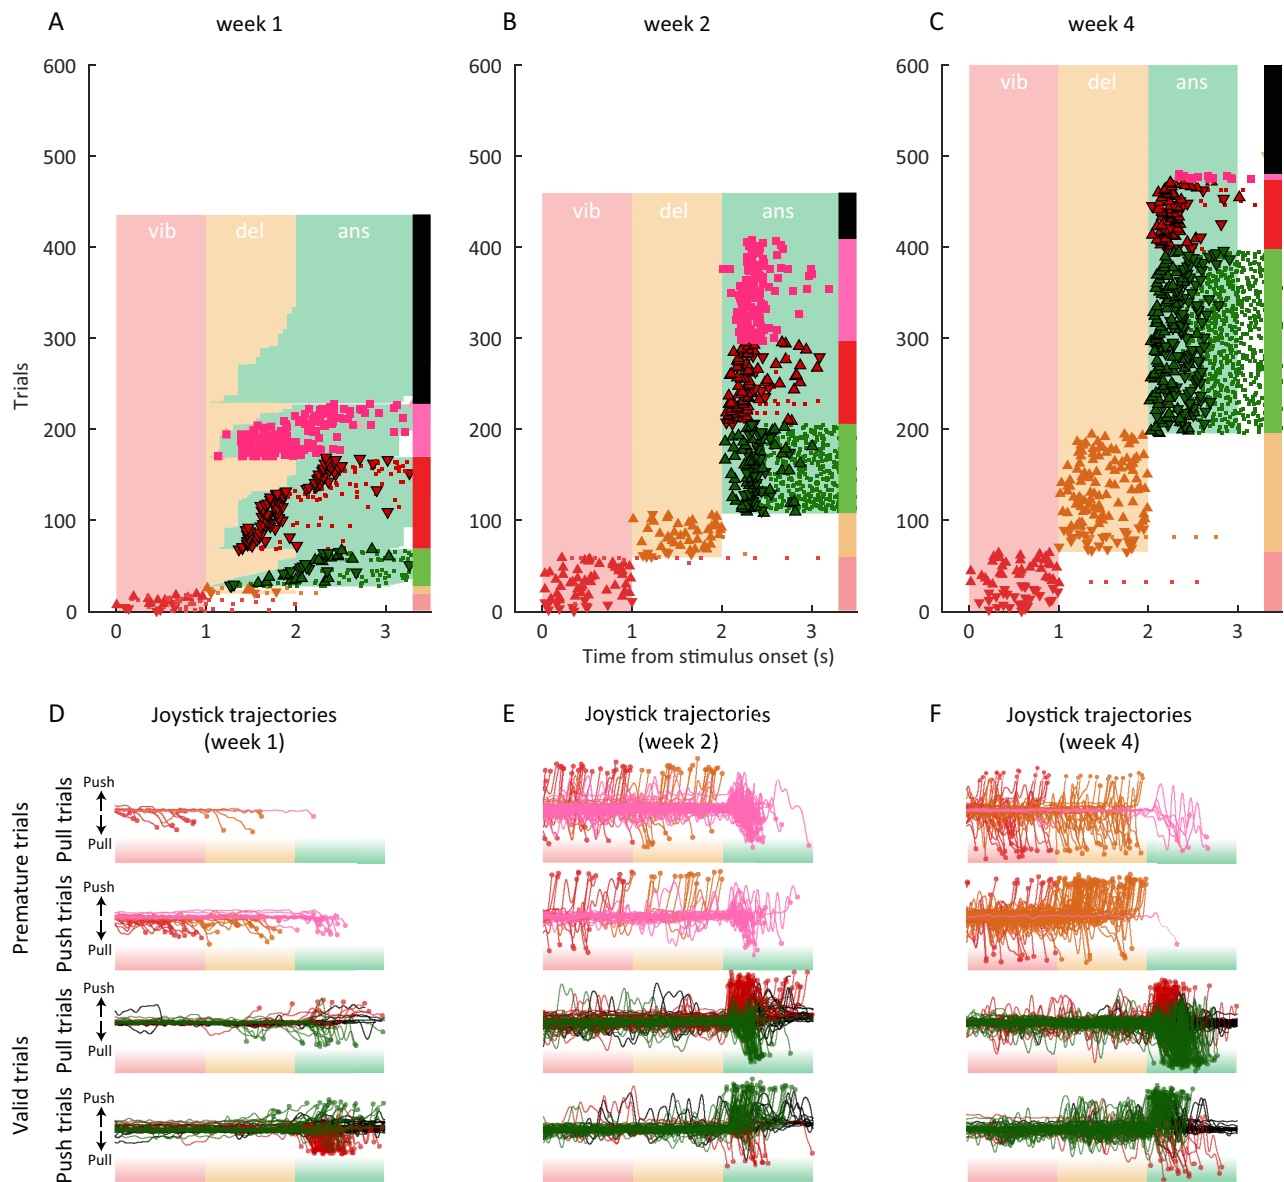 A
week 1
B
week 2
C
week 4
Trials
600
500
400
300
200
100
0
vib
del
ans
0
1
2
3
600
500
400
300
200
100
0
vib
del
ans
0
1
2
3
Time from stimulus onset (s)
600
500
400
300
200
100
0
vib
del
ans
0
1
2
3
D
Joystick trajectories
(week 1)
E
Joystick trajectories
(week 2)
F
Joystick trajectories
(week 4)
Premature trials
Pull trials
Push
Pull
Push trials
Push
Pull
Valid trials
Pull trials
Push
Pull
Push trials
Push
Pull